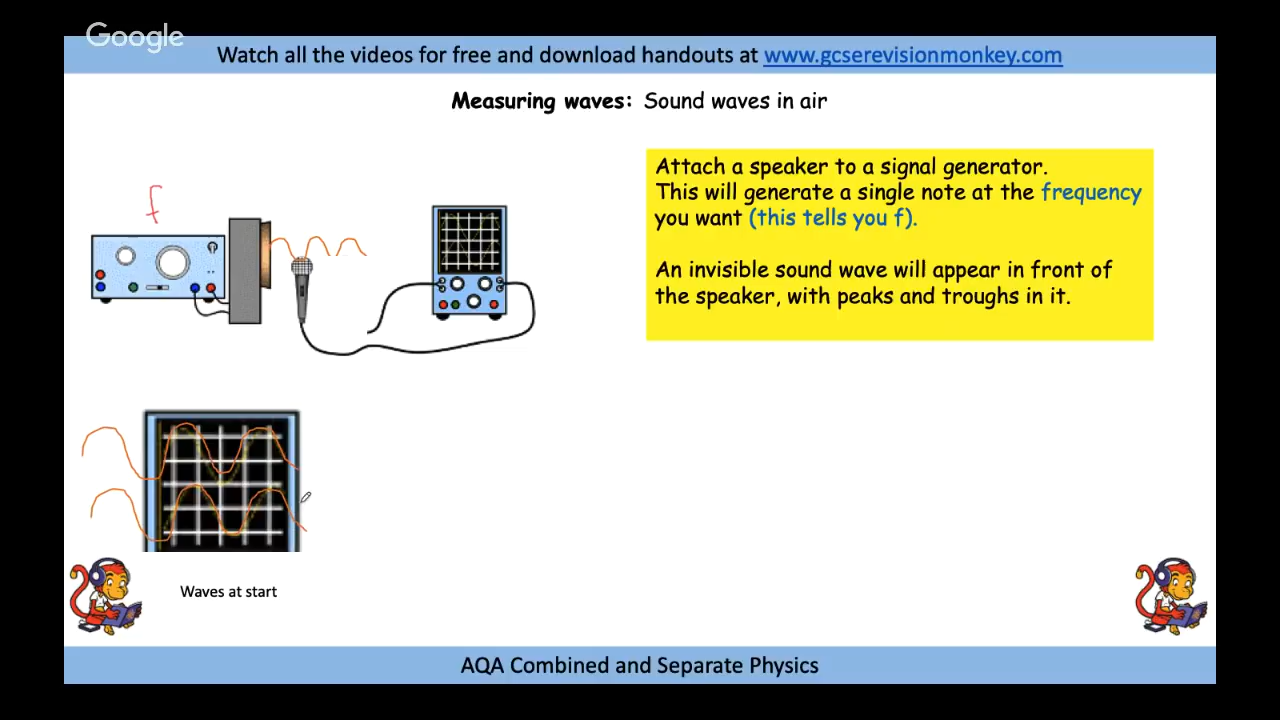 Google
Watch all the videos for free and download handouts at www.gcserevisionmonkey.com
Measuring waves: Sound waves in air
f
Attach a speaker to a signal generator.
This will generate a single note at the frequency
you want (this tells you f).
An invisible sound wave will appear in front of
the speaker, with peaks and troughs in it.
Waves at start
AQA Combined and Separate Physics